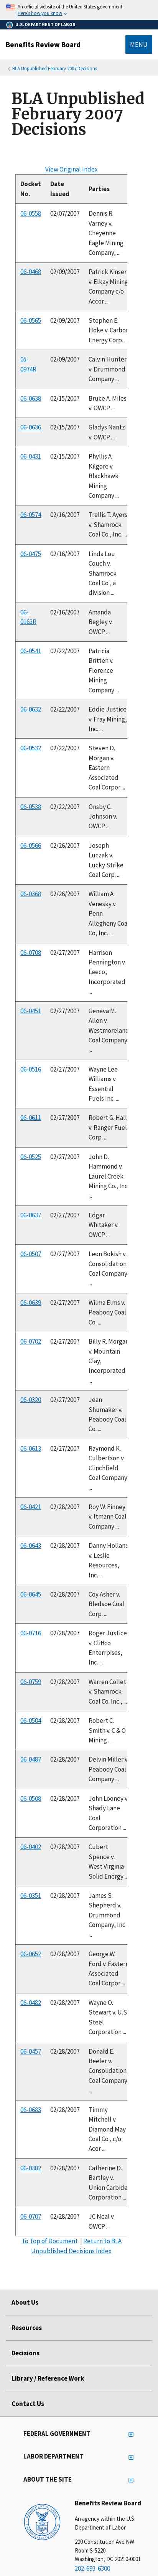 An official website of the United States government.
Here's how you know
U.S. DEPARTMENT OF LABOR
Benefits Review Board
MENU
BLA Unpublished February 2007 Decisions
BLA Unpublished
February 2007
Decisions
View Original Index
Docket No. Date Issued Parties
06-0558 02/07/2007 Dennis R. Varney v. Cheyenne Eagle Mining Company, ...
06-0468 02/09/2007 Patrick Kinser v. Elkay Mining Company c/o Accor ...
06-0565 02/09/2007 Stephen E. Hoke v. Carbon Energy Corp. ...
05-0974R 02/09/2007 Calvin Hunter v. Drummond Company ...
06-0638 02/15/2007 Bruce A. Miles v. OWCP ...
06-0636 02/15/2007 Gladys Nantz v. OWCP ...
06-0431 02/15/2007 Phyllis A. Kilgore v. Blackhawk Mining Company ...
06-0574 02/16/2007 Trellis T. Ayers v. Shamrock Coal Co., Inc. ...
06-0475 02/16/2007 Linda Lou Couch v. Shamrock Coal Co., a division ...
06-0163R 02/16/2007 Amanda Begley v. OWCP ...
06-0541 02/22/2007 Patricia Britten v. Florence Mining Company ...
06-0632 02/22/2007 Eddie Justice v. Fray Mining, Inc. ...
06-0532 02/22/2007 Steven D. Morgan v. Eastern Associated Coal Corpor ...
06-0538 02/22/2007 Onsby C. Johnson v. OWCP ...
06-0566 02/26/2007 Joseph Luczak v. Lucky Strike Coal Corp. ...
06-0368 02/26/2007 William A. Venesky v. Penn Allegheny Coal Co, Inc. ...
06-0708 02/27/2007 Harrison Pennington v. Leeco, Incorporated ...
06-0451 02/27/2007 Geneva M. Allen v. Westmoreland Coal Company ...
06-0516 02/27/2007 Wayne Lee Williams v. Essential Fuels Inc. ...
06-0611 02/27/2007 Robert G. Hall v. Ranger Fuel Corp. ...
06-0525 02/27/2007 John D. Hammond v. Laurel Creek Mining Co., Inc ...
06-0637 02/27/2007 Edgar Whitaker v. OWCP ...
06-0507 02/27/2007 Leon Bokish v. Consolidation Coal Company ...
06-0639 02/27/2007 Wilma Elms v. Peabody Coal Co. ...
06-0702 02/27/2007 Billy R. Morgan v. Mountain Clay, Incorporated ...
06-0320 02/27/2007 Jean Shumaker v. Peabody Coal Co. ...
06-0613 02/27/2007 Raymond K. Culbertson v. Clinchfield Coal Company ...
06-0421 02/28/2007 Roy W. Finney v. Itmann Coal Company ...
06-0643 02/28/2007 Danny Holland v. Leslie Resources, Inc. ...
06-0645 02/28/2007 Coy Asher v. Bledsoe Coal Corp. ...
06-0716 02/28/2007 Roger Justice v. Cliffco Enterrpises, Inc. ...
06-0759 02/28/2007 Warren Collett v. Shamrock Coal Co. Inc., ...
06-0504 02/28/2007 Robert C. Smith v. C & O Mining ...
06-0487 02/28/2007 Delvin Miller v. Peabody Coal Company ...
06-0508 02/28/2007 John Looney v. Shady Lane Coal Corporation ...
06-0402 02/28/2007 Cubert Spence v. West Virginia Solid Energy ...
06-0351 02/28/2007 James S. Shepherd v. Drummond Company, Inc. ...
06-0652 02/28/2007 George W. Ford v. Eastern Associated Coal Corpor ...
06-0482 02/28/2007 Wayne O. Stewart v. U.S. Steel Corporation ...
06-0457 02/28/2007 Donald E. Beeler v. Consolidation Coal Company ...
06-0683 02/28/2007 Timmy Mitchell v. Diamond May Coal Co., c/o Acor ...
06-0382 02/28/2007 Catherine D. Bartley v. Union Carbide Corporation ...
06-0707 02/28/2007 JC Neal v. OWCP ...
To Top of Document | Return to BLA
Unpublished Decisions Index
About Us
Resources
Decisions
Library / Reference Work
Contact Us
FEDERAL GOVERNMENT
LABOR DEPARTMENT
ABOUT THE SITE
Benefits Review Board
An agency within the U.S.
Department of Labor
200 Constitution Ave NW
Room S-5220
Washington, DC 20210-0001
202-693-6300